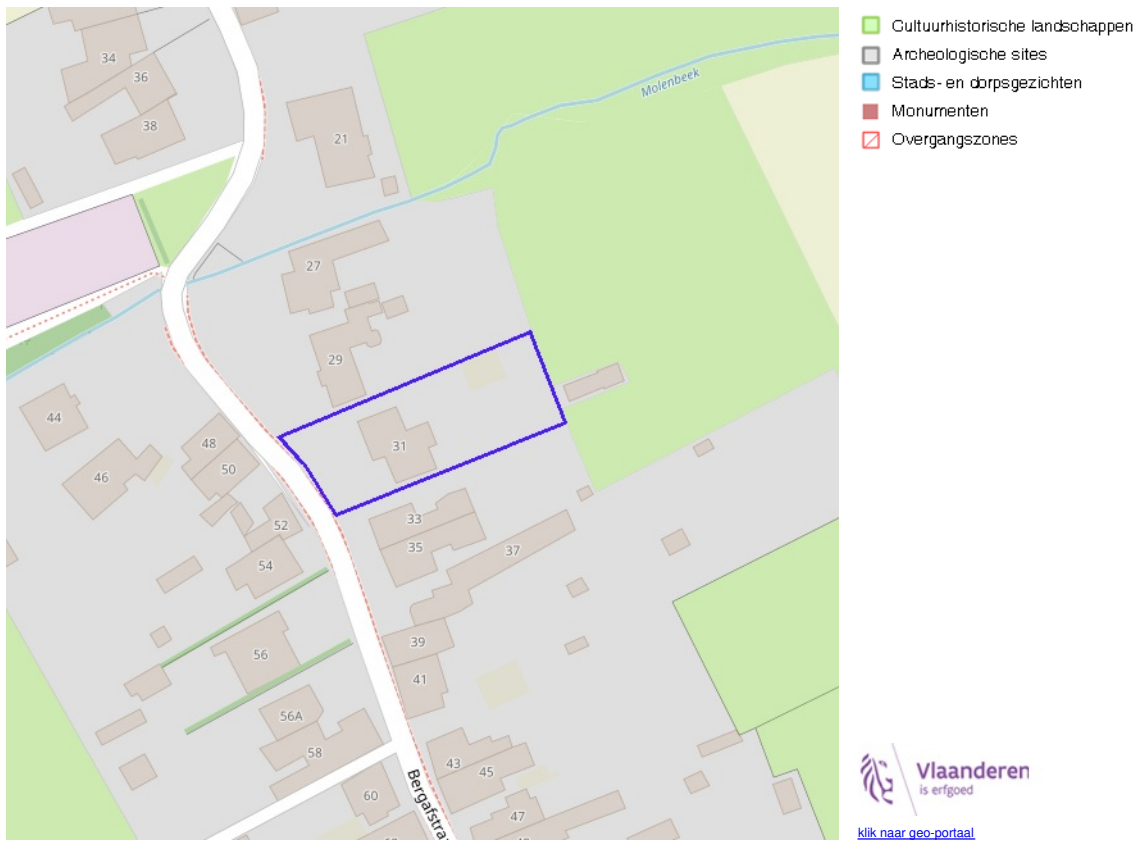 Cultuurhistorische landschappen
Archeologische sites
Stads- en dorpsgezichten
Monumenten
Overgangszones
34
36
38
21
Molenbeek
27
29
31
44
48
46
50
52
33
35
37
54
39
56
41
56A
58
43
45
60
47
Vlaanderen
is erfgoed
klik naar geo-portaal